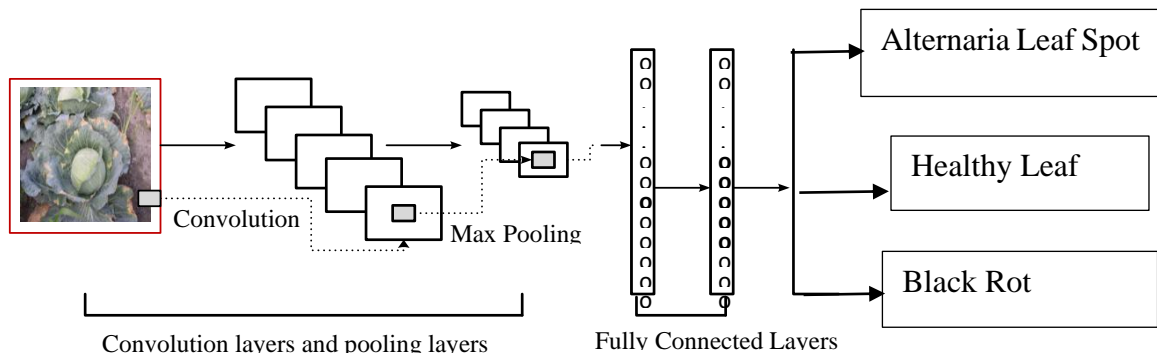 Alternaria Leaf Spot
Healthy Leaf
Convolution
Max Pooling
Black Rot
Convolution layers and pooling layers
Fully Connected Layers